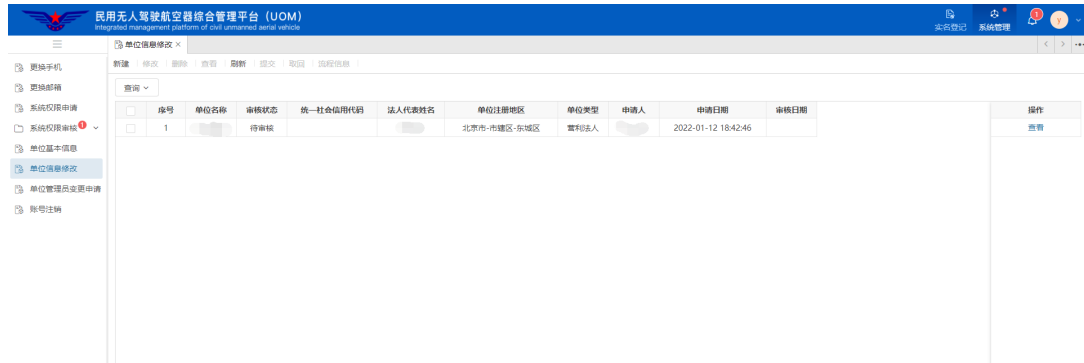 民用无人驾驶航空器综合管理平台（UOM）
Integrated management platform of civil unmanned aerial vehicle
实名登记 系统管理 1 y
单位信息修改 ×
更换手机
更换邮箱
系统权限申请
系统权限审核 1
单位基本信息
单位信息修改
单位管理员变更申请
账号注销
新建 修改 删除 查看 刷新 提交 取回 流程信息
查询
序号 单位名称 审核状态 统一社会信用代码 法人代表姓名 单位注册地区 单位类型 申请人 申请日期 审核日期 操作
1 待审核 北京市-市辖区-东城区 营利法人 2022-01-12 18:42:46 查看